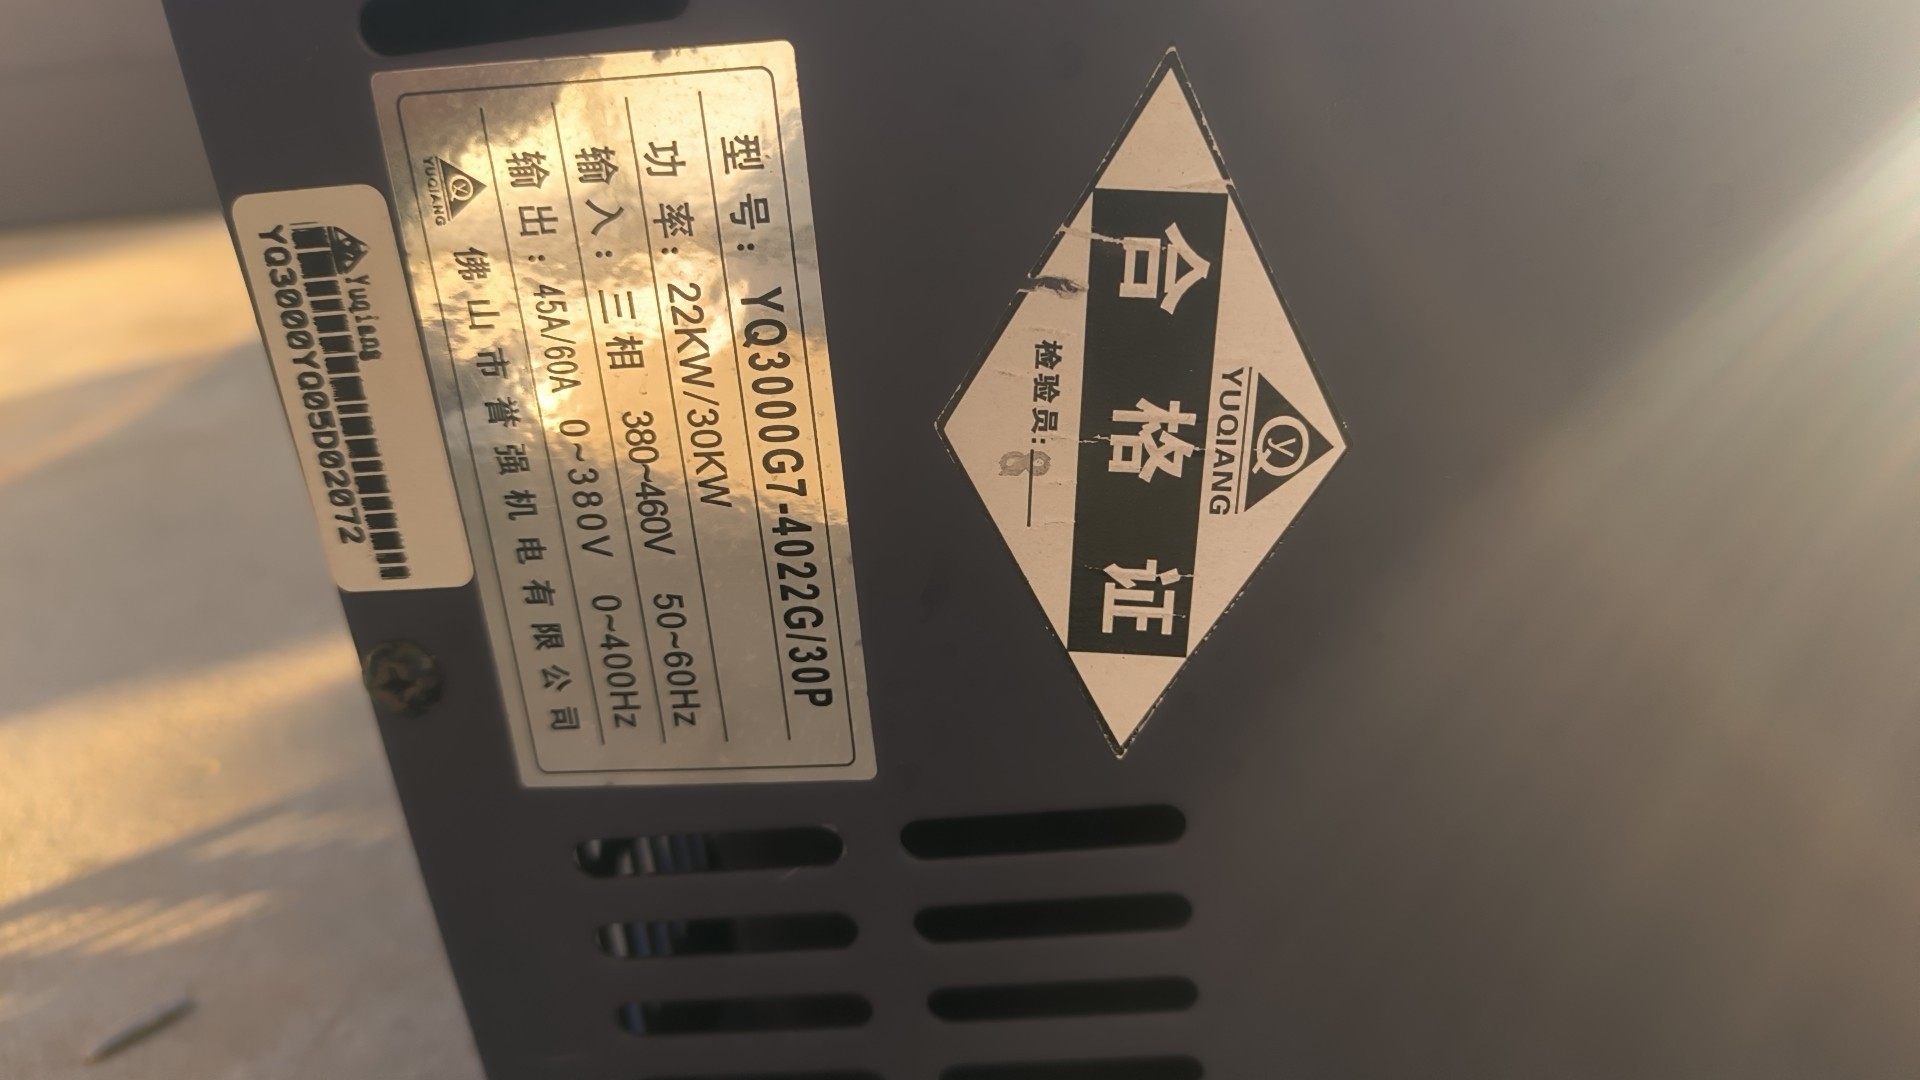 型 号: YQ3000G7-4022G/30P
功 率: 22KW/30KW
输 入: 三 相 380~460V 50~60Hz
输 出: 45A/60A 0~380V 0~400Hz
YUQIANG
佛山市誉强机电有限公司
Yuqiang
YQ3000YQ05D02072
YUQIANG
合格证
检验员: 8